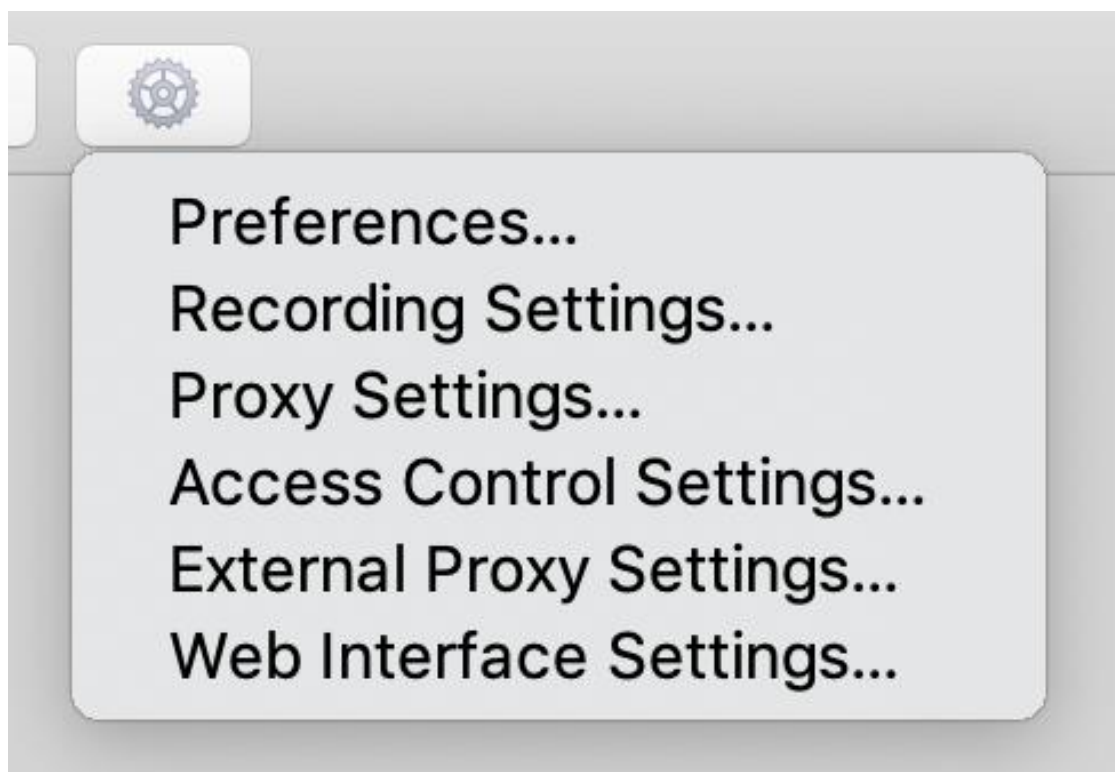 Preferences...
Recording Settings...
Proxy Settings...
Access Control Settings...
External Proxy Settings...
Web Interface Settings...